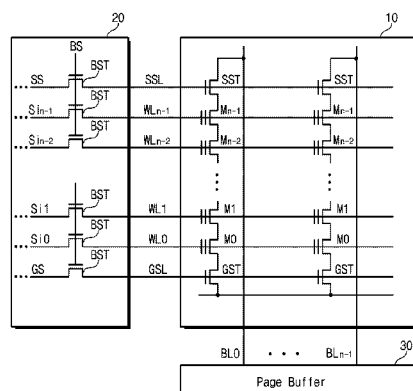 20
10
BS
SS BST SSL SST SST
Sin-1 BST WLn-1 Mn-1 Mn-1
Sin-2 BST WLn-2 Mn-2 Mn-2
BST
Si1 BST WL1 M1 M1
Si0 BST WL0 M0 M0
GS BST GSL GST GST
BL0 • • • BLn-1
30
Page Buffer